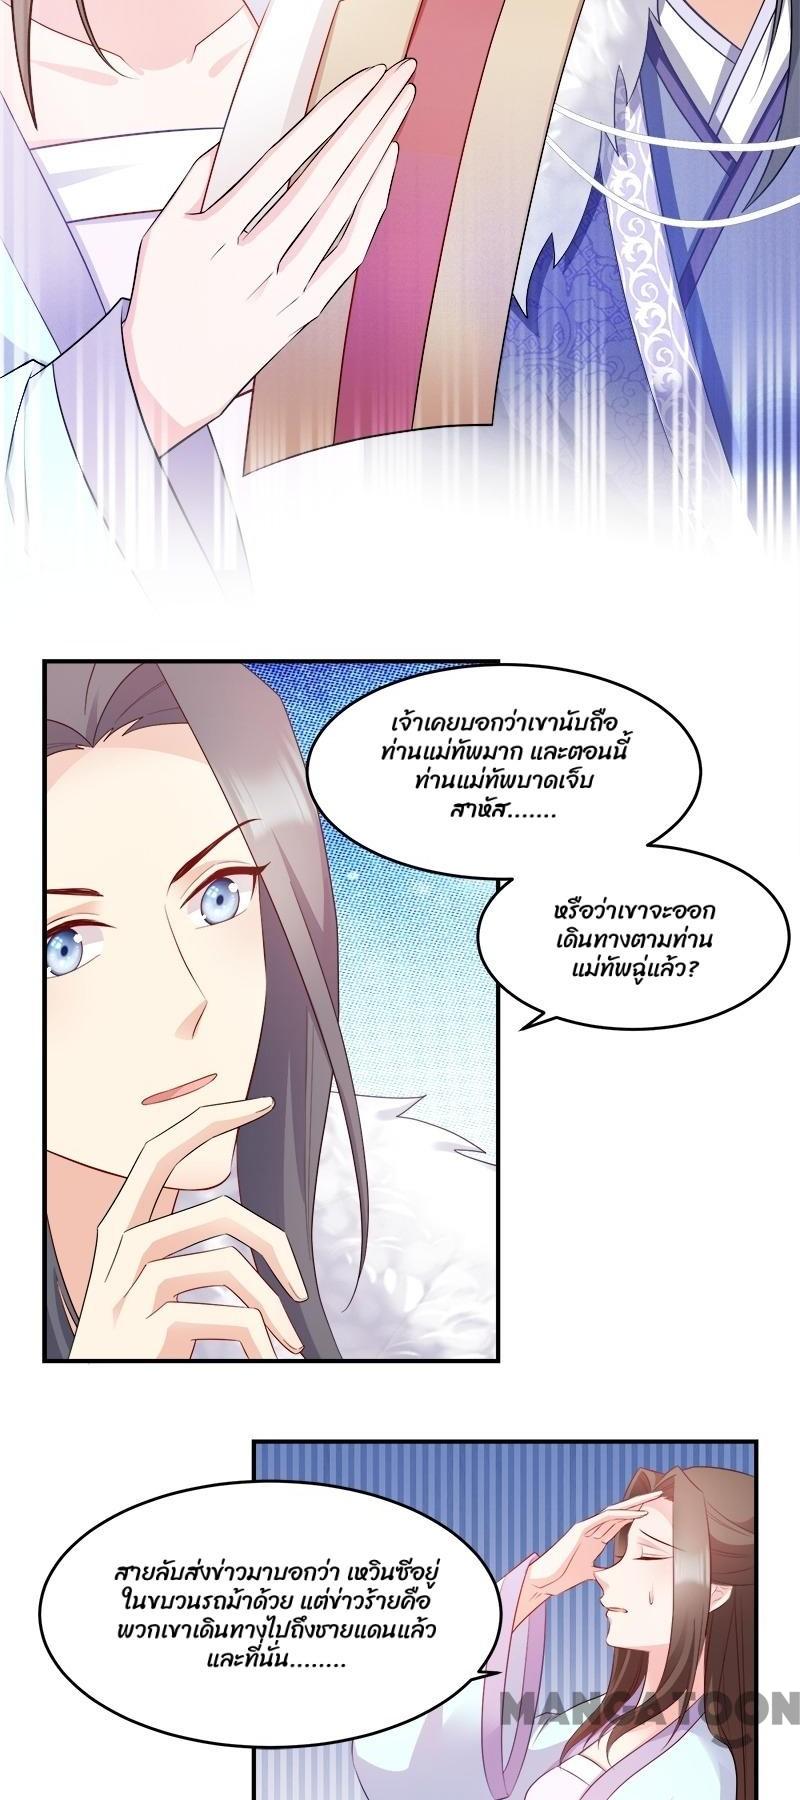 เจ้าเคยบอกว่าเขานับถือ
ท่านแม่ทัพมาก และตอนนี้
ท่านแม่ทัพบาดเจ็บ
สาหัส.......
หรือว่าเขาจะออก
เดินทางตามท่าน
แม่ทัพฉู่แล้ว?
สายลับส่งข่าวมาบอกว่า เหวินซีอยู่
ในขบวนรถม้าด้วย แต่ข่าวร้ายคือ
พวกเขาเดินทางไปถึงชายแดนแล้ว
และที่นั่น........
MANGATOON